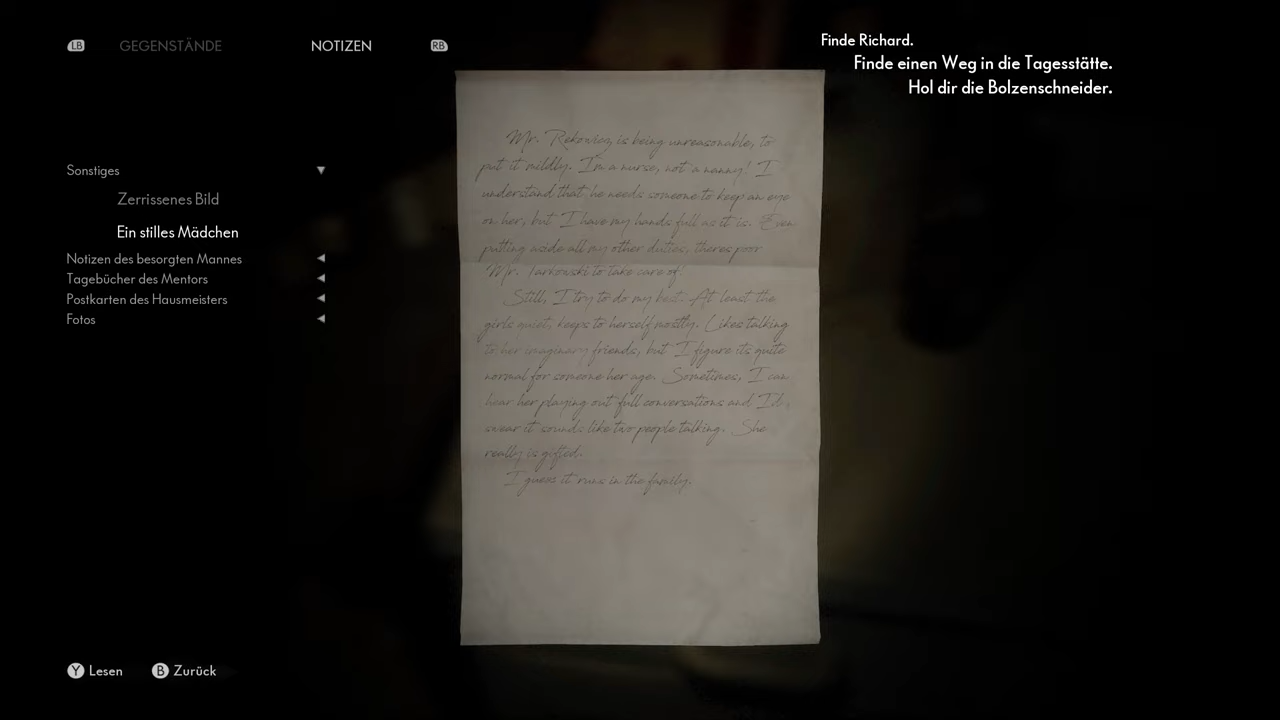 LB GEGENSTÄNDE NOTIZEN RB
Finde Richard.
Finde einen Weg in die Tagesstätte.
Hol dir die Bolzenschneider.
Sonstiges
Zerrissenes Bild
Ein stilles Mädchen
Notizen des besorgten Mannes
Tagebücher des Mentors
Postkarten des Hausmeisters
Fotos
Mr. Rekowicz is being unreasonable, to
put it mildly. I'm a nurse, not a nanny! I
understand that he needs someone to keep an eye
on her, but I have my hands full as it is. Even
putting aside all my other duties, theres poor
Mr. Tarkowski to take care of!
Still, I try to do my best. At least the
girls quiet, keeps to herself mostly. Likes talking
to her imaginary friends, but I figure its quite
normal for someone her age. Sometimes, I can
hear her playing out full conversations and I'd,
swear it sounds like two people talking. She
really is gifted.
I guess it runs in the family.
Y Lesen B Zurück